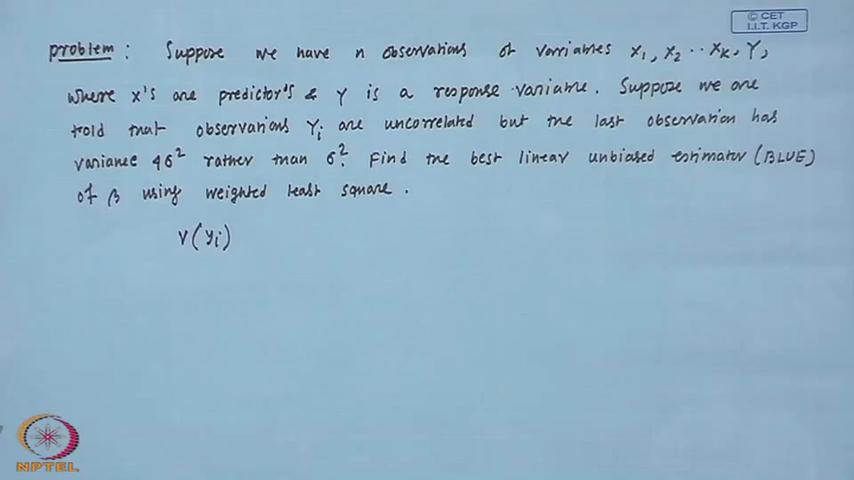 © CET
I.I.T. KGP
problem : Suppose we have n observations of variables X1, X2 .. Xk, Y,
where X's are predictor's & Y is a response variable. Suppose we are
told that observations Yi are uncorrelated but the last observation has
variance 4σ² rather than σ². Find the best linear unbiased estimator (BLUE)
of β using weighted least square.
V(yi)
NPTEL